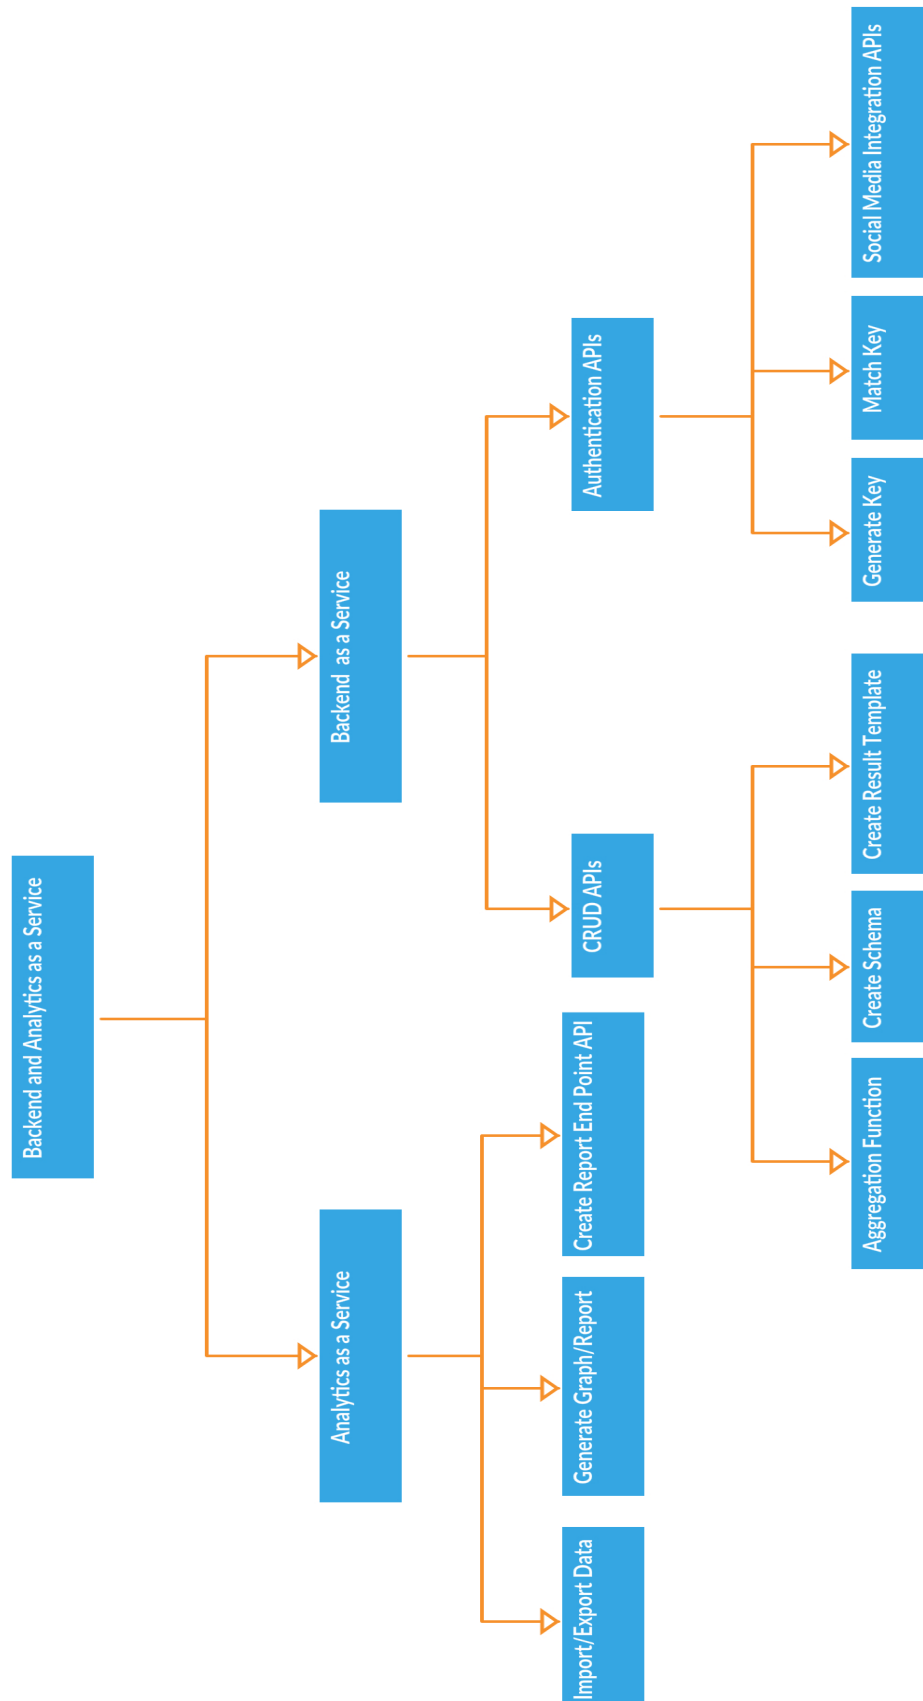 Backend and Analytics as a Service
Analytics as a Service
Backend as a Service
Import/Export Data
Generate Graph/Report
Create Report End Point API
CRUD APIs
Authentication APIs
Aggregation Function
Create Schema
Create Result Template
Generate Key
Match Key
Social Media Integration APIs